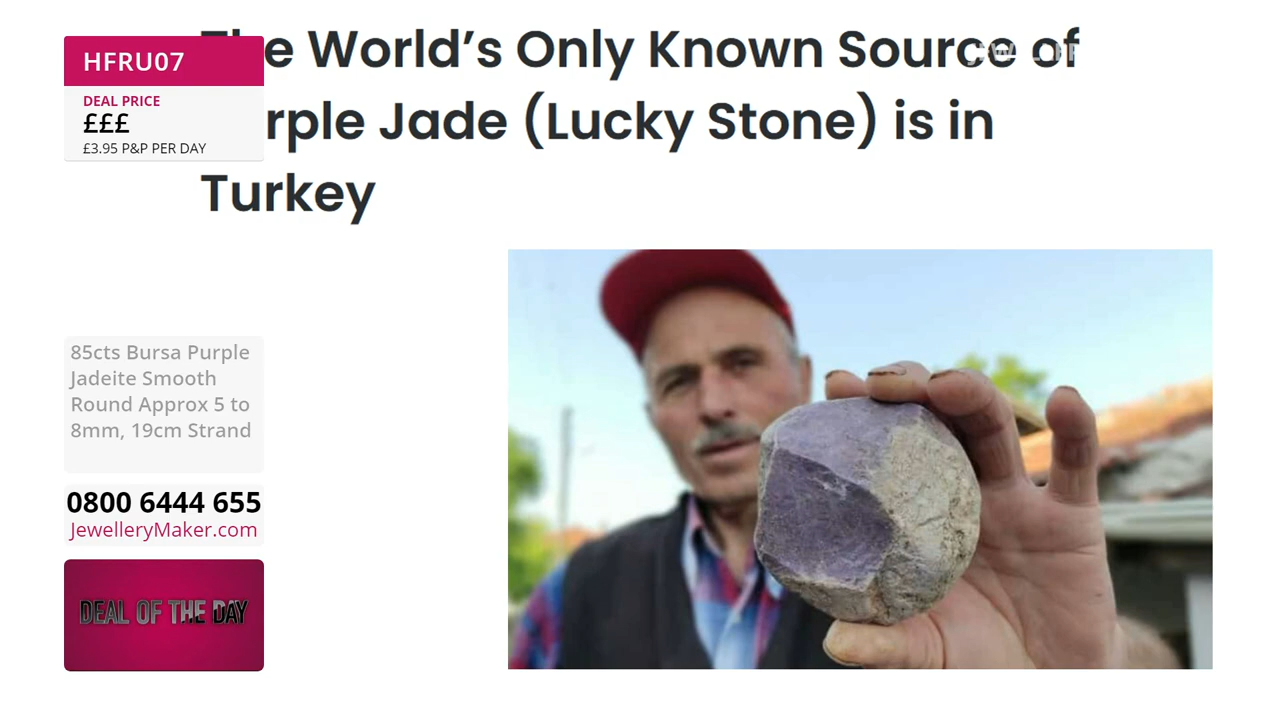 HFRU07
DEAL PRICE
£££
£3.95 P&P PER DAY
World’s Only Known Source of
Jade (Lucky Stone) is in
Turkey
85cts Bursa Purple
Jadeite Smooth
Round Approx 5 to
8mm, 19cm Strand
0800 6444 655
JewelleryMaker.com
DEAL OF THE DAY